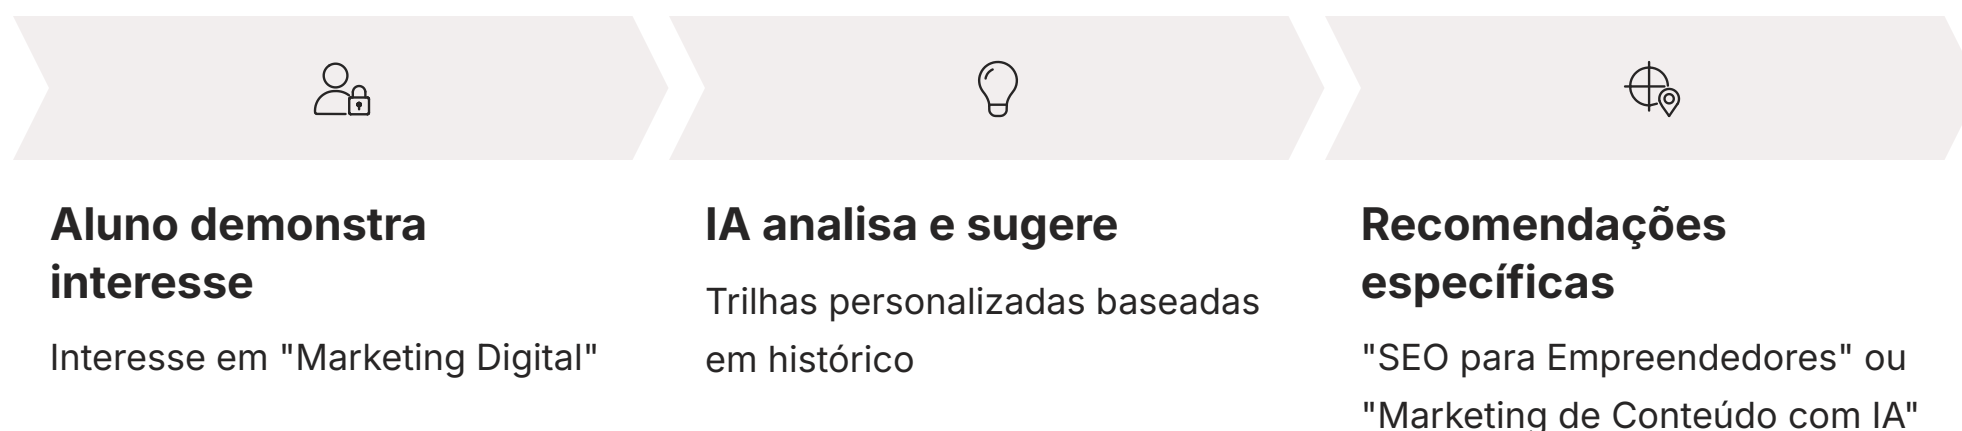 Aluno demonstra
interesse
Interesse em "Marketing Digital"
IA analisa e sugere
Trilhas personalizadas baseadas
em histórico
Recomendações
específicas
"SEO para Empreendedores" ou
"Marketing de Conteúdo com IA"